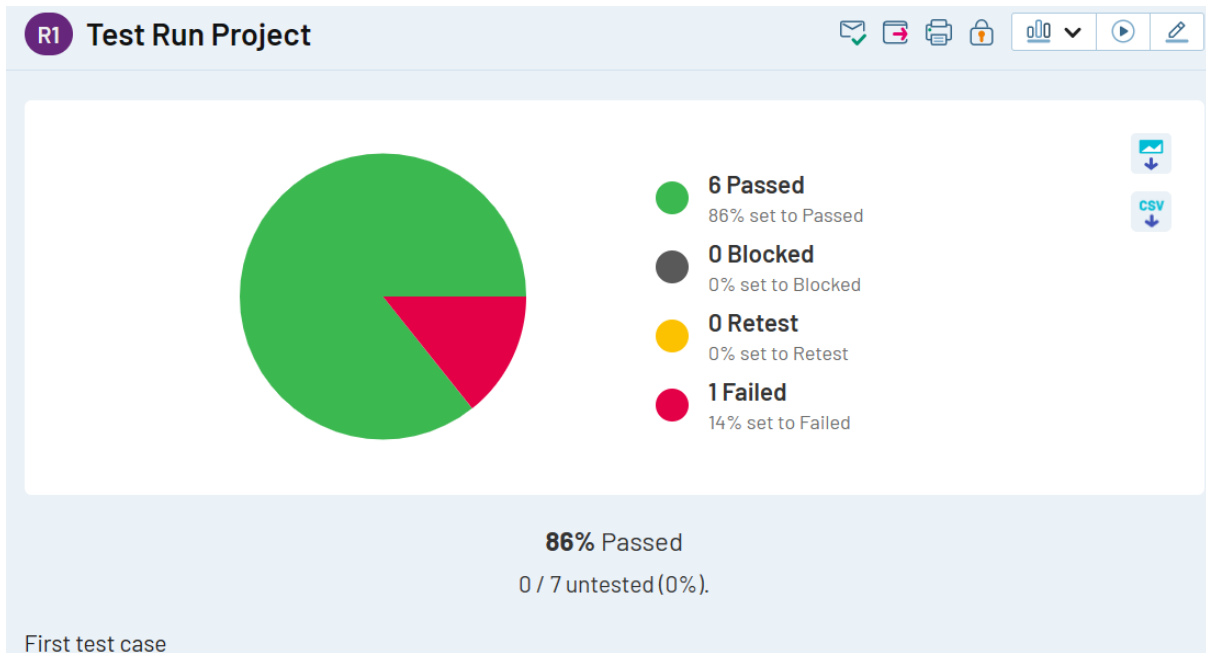 R1 Test Run Project
6 Passed
86% set to Passed
0 Blocked
0% set to Blocked
0 Retest
0% set to Retest
1 Failed
14% set to Failed
CSV
86% Passed
0 / 7 untested (0%).
First test case